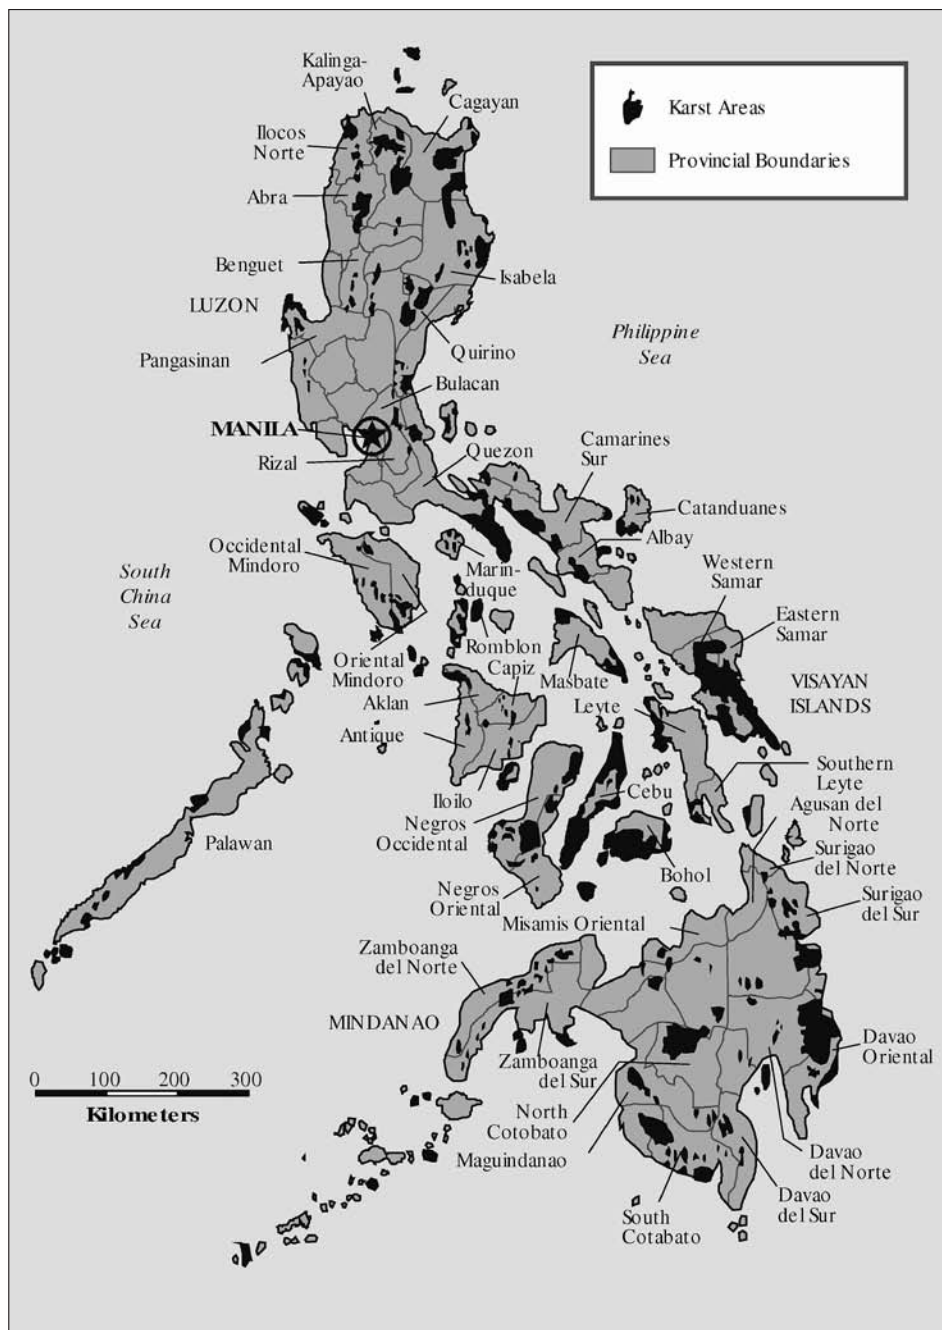 Kalinga-
Apayao
Cagayan
Karst Areas
Provincial Boundaries
Ilocos
Norte
Abra
Benguet
Isabela
LUZON
Philippine
Sea
Pangasinan
Quirino
Bulacan
MANILA
Rizal
Quezon
Camarines
Sur
Catanduanes
Albay
Occidental
Mindoro
Marin-
duque
Western
Samar
South
China
Sea
Eastern
Samar
Romblon
Oriental
Mindoro
Capiz
Masbate
Aklan
VISAYAN
ISLANDS
Leyte
Antique
Southern
Leyte
Iloilo
Cebu
Agusan del
Norte
Negros
Occidental
Palawan
Surigao
del Norte
Bohol
Negros
Oriental
Surigao
del Sur
Misamis Oriental
Zamboanga
del Norte
MINDANAO
Davao
Oriental
Zamboanga
del Sur
0 100 200 300
Kilometers
North
Cotobato
Maguindanao
Davao
del Norte
Davao
del Sur
South
Cotabato